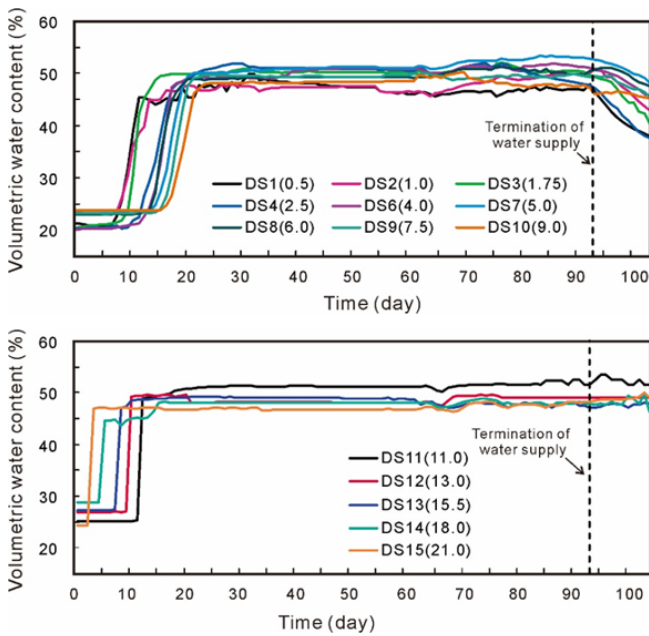 Volumetric water content (%)
60
50
40
30
20
Termination of
water supply
DS1(0.5) DS2(1.0) DS3(1.75)
DS4(2.5) DS6(4.0) DS7(5.0)
DS8(6.0) DS9(7.5) DS10(9.0)
0 10 20 30 40 50 60 70 80 90 100
Time (day)
Volumetric water content (%)
60
50
40
30
20
Termination of
water supply
DS11(11.0)
DS12(13.0)
DS13(15.5)
DS14(18.0)
DS15(21.0)
0 10 20 30 40 50 60 70 80 90 100
Time (day)